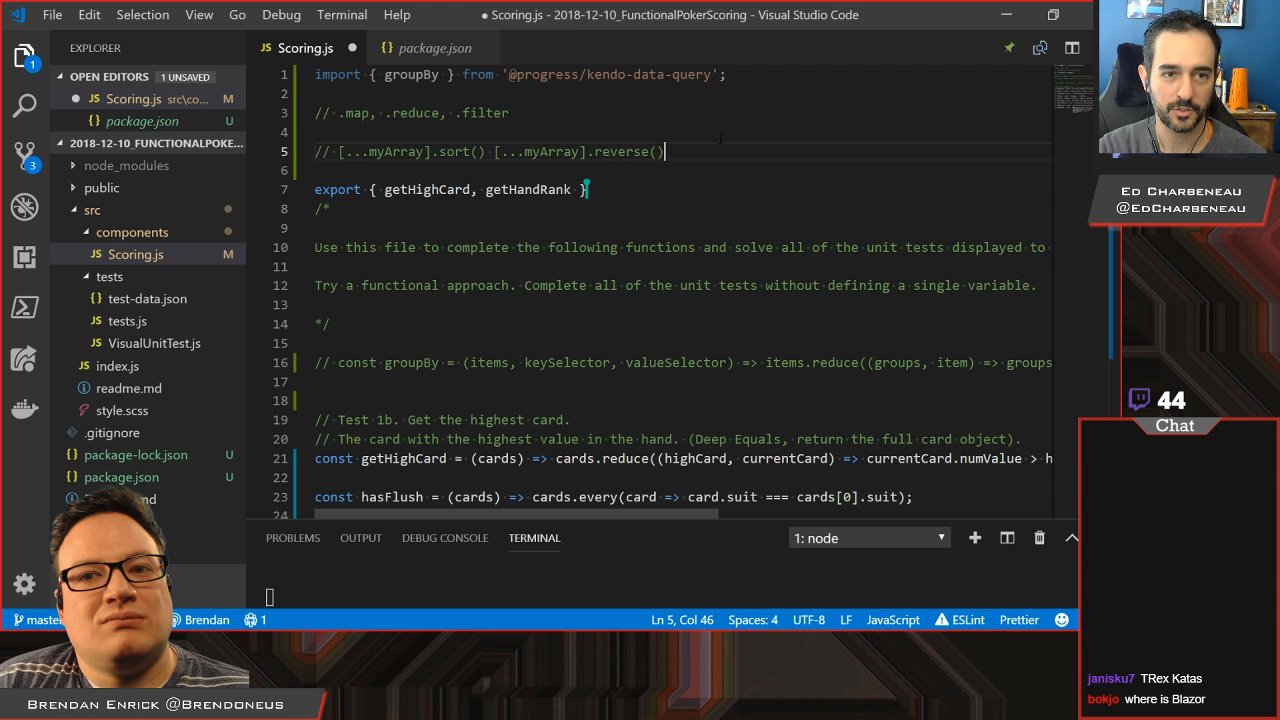 File Edit Selection View Go Debug Terminal Help
● Scoring.js - 2018-12-10_FunctionalPokerScoring - Visual Studio Code
EXPLORER
OPEN EDITORS 1 UNSAVED
JS Scoring.js src\co... M
{} package.json U
2018-12-10_FUNCTIONALPOKE...
node_modules
public
src
components
JS Scoring.js M
tests
{} test-data.json
JS tests.js
JS VisualUnitTest.js
JS index.js
readme.md
style.scss
.gitignore
package-lock.json U
package.json U
1
3
JS Scoring.js ●
{} package.json
1 import { groupBy } from '@progress/kendo-data-query';
2
3 // .map, .reduce, .filter
4
5 // [...myArray].sort() [...myArray].reverse()
6
7 export { getHighCard, getHandRank }
8 /*
9
10 Use this file to complete the following functions and solve all of the unit tests displayed to
11
12 Try a functional approach. Complete all of the unit tests without defining a single variable.
13
14 */
15
16 // const groupBy = (items, keySelector, valueSelector) => items.reduce((groups, item) => groups
17
18
19 // Test 1b. Get the highest card.
20 // The card with the highest value in the hand. (Deep Equals, return the full card object).
21 const getHighCard = (cards) => cards.reduce((highCard, currentCard) => currentCard.numValue > h
22
23 const hasFlush = (cards) => cards.every(card => card.suit === cards[0].suit);
24
PROBLEMS OUTPUT DEBUG CONSOLE TERMINAL
1: node
maste
Brendan
1
Ln 5, Col 46 Spaces: 4 UTF-8 LF JavaScript ESLint Prettier
ED CHARBENEAU
@EDCHARBENEAU
44
Chat
janisku7 TRex Katas
bokjo where is Blazor
BRENDAN ENRICK @BRENDONEUS